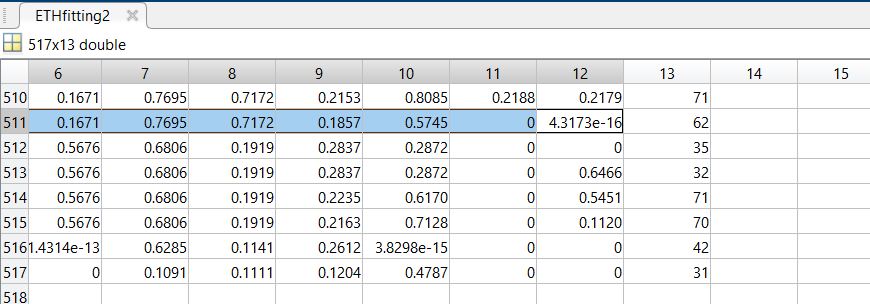 ETHfitting2
517x13 double
6 7 8 9 10 11 12 13 14 15
510 0.1671 0.7695 0.7172 0.2153 0.8085 0.2188 0.2179 71
511 0.1671 0.7695 0.7172 0.1857 0.5745 0 4.3173e-16 62
512 0.5676 0.6806 0.1919 0.2837 0.2872 0 0 35
513 0.5676 0.6806 0.1919 0.2837 0.2872 0 0.6466 32
514 0.5676 0.6806 0.1919 0.2235 0.6170 0 0.5451 71
515 0.5676 0.6806 0.1919 0.2163 0.7128 0 0.1120 70
516 1.4314e-13 0.6285 0.1141 0.2612 3.8298e-15 0 0 42
517 0 0.1091 0.1111 0.1204 0.4787 0 0 31
518